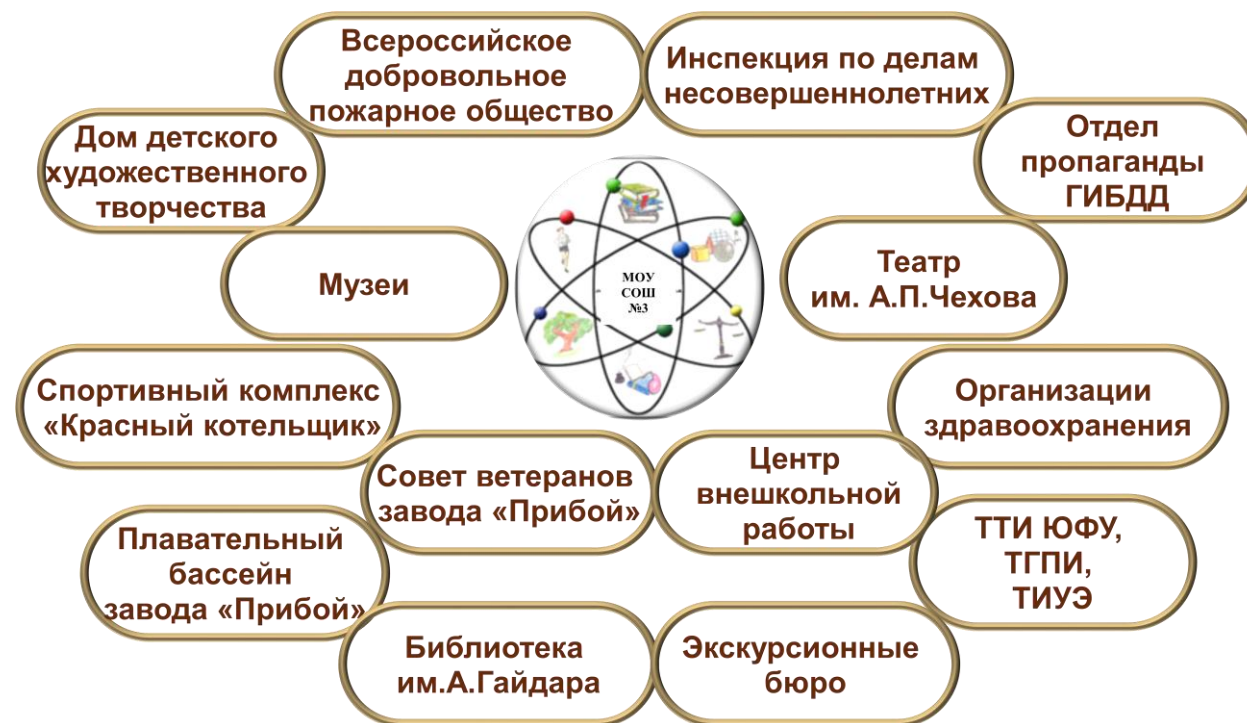 Всероссийское
добровольное
пожарное общество
Инспекция по делам
несовершеннолетних
Дом детского
художественного
творчества
Отдел
пропаганды
ГИБДД
Музеи
МОУ
СОШ
№3
Театр
им. А.П.Чехова
Спортивный комплекс
«Красный котельщик»
Организации
здравоохранения
Совет ветеранов
завода «Прибой»
Центр
внешкольной
работы
Плавательный
бассейн
завода «Прибой»
ТТИ ЮФУ,
ТГПИ,
ТИУЭ
Библиотека
им.А.Гайдара
Экскурсионные
бюро